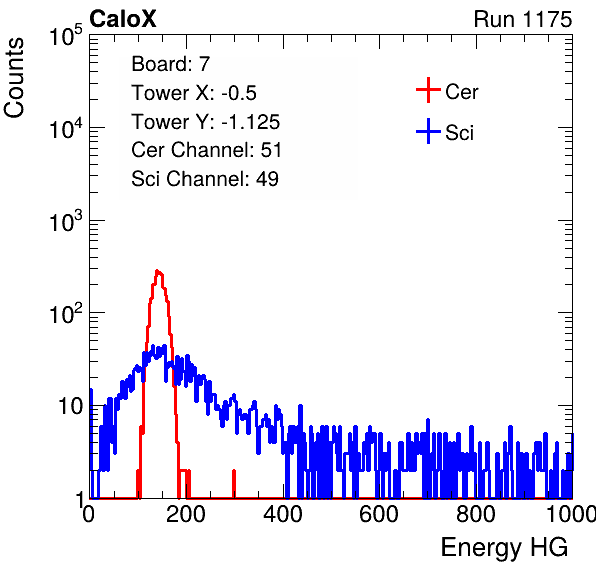 CaloX Run 1175
Counts
10^5
10^4
10^3
10^2
10
1
Board: 7
Tower X: -0.5
Tower Y: -1.125
Cer Channel: 51
Sci Channel: 49
Cer
Sci
0 200 400 600 800 1000
Energy HG